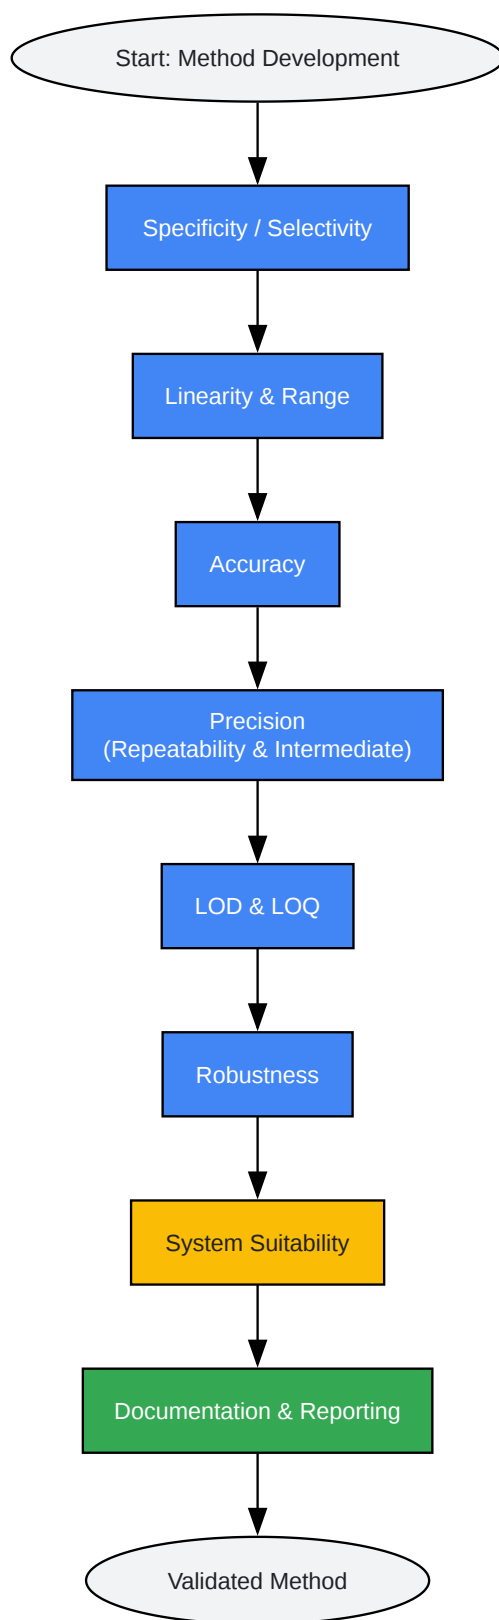 Start: Method Development
Specificity / Selectivity
Linearity & Range
Accuracy
Precision
(Repeatability & Intermediate)
LOD & LOQ
Robustness
System Suitability
Documentation & Reporting
Validated Method